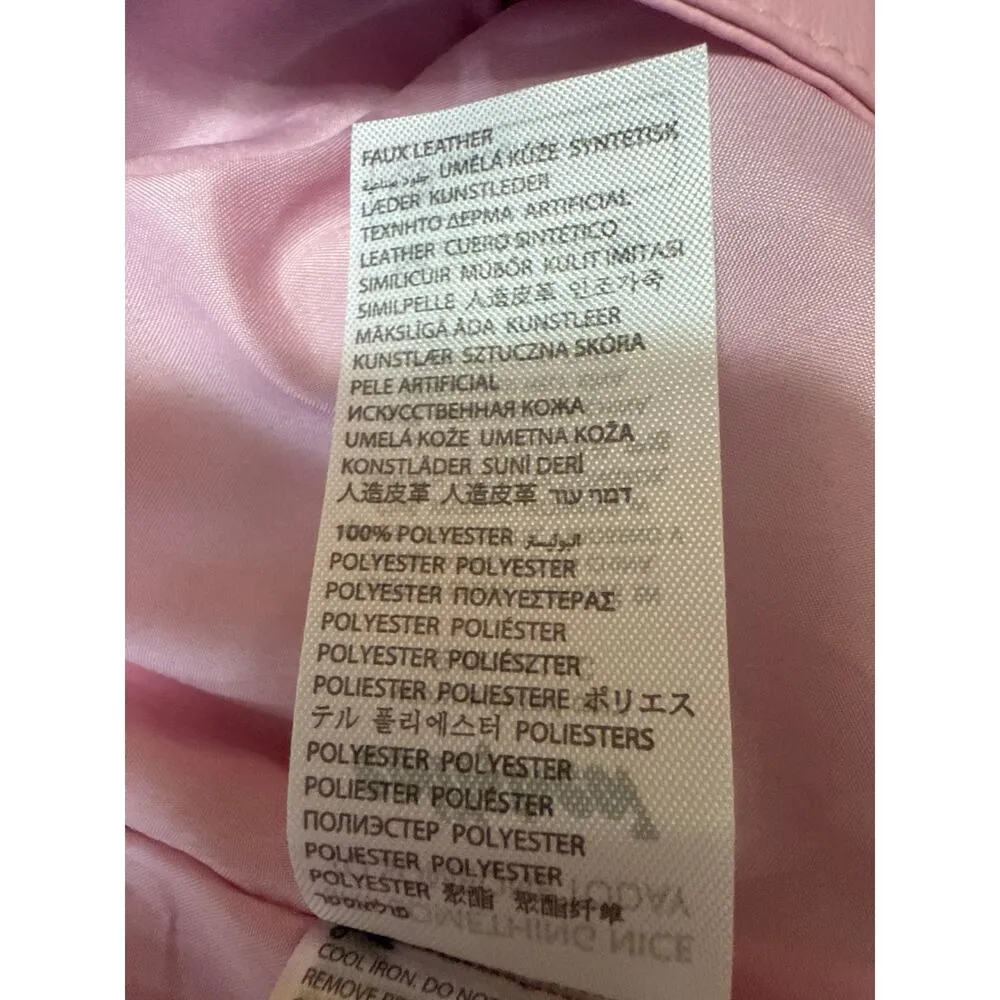 FAUX LEATHER
جلود صناعية UMĚLÁ KŮŽE SYNTETISK
LÆDER KUNSTLEDER
ΤΕΧΝΗΤΟ ΔΕΡΜΑ ARTIFICIAL
LEATHER CUERO SINTÉTICO
SIMILICUIR MŰBŐR KULIT IMITASI
SIMILPELLE 人造皮革 인조가죽
MĀKSLĪGĀ ĀDA KUNSTLEER
KUNSTLÆR SZTUCZNA SKÓRA
PELE ARTIFICIAL
ИСКУССТВЕННАЯ КОЖА
UMELÁ KOŽE UMETNA KOŽA
KONSTLÄDER SUNİ DERİ
人造皮革 人造皮革 דמוי עור
100% POLYESTER البوليستر
POLYESTER POLYESTER
POLYESTER ΠΟΛΥΕΣΤΕΡΑΣ
POLYESTER POLIÉSTER
POLYESTER POLIÉSZTER
POLIESTER POLIESTERE ポリエス
テル 폴리에스터 POLIESTERS
POLYESTER POLYESTER
POLIESTER POLIÉSTER
ПОЛИЭСТЕР POLYESTER
POLIESTER POLYESTER
POLYESTER 聚酯 聚酯纤维
פוליאסטר
COOL IRON. DO NO
REMOVE